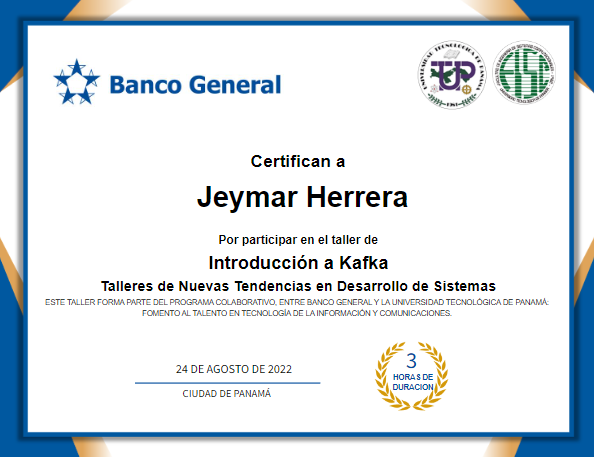 Banco General
UTP
UNIVERSIDAD TECNOLÓGICA DE PANAMÁ
1981
FISC
Certifican a
Jeymar Herrera
Por participar en el taller de
Introducción a Kafka
Talleres de Nuevas Tendencias en Desarrollo de Sistemas
ESTE TALLER FORMA PARTE DEL PROGRAMA COLABORATIVO, ENTRE BANCO GENERAL Y LA UNIVERSIDAD TECNOLÓGICA DE PANAMÁ:
FOMENTO AL TALENTO EN TECNOLOGÍA DE LA INFORMACIÓN Y COMUNICACIONES.
24 DE AGOSTO DE 2022
CIUDAD DE PANAMÁ
3
HORAS DE
DURACION